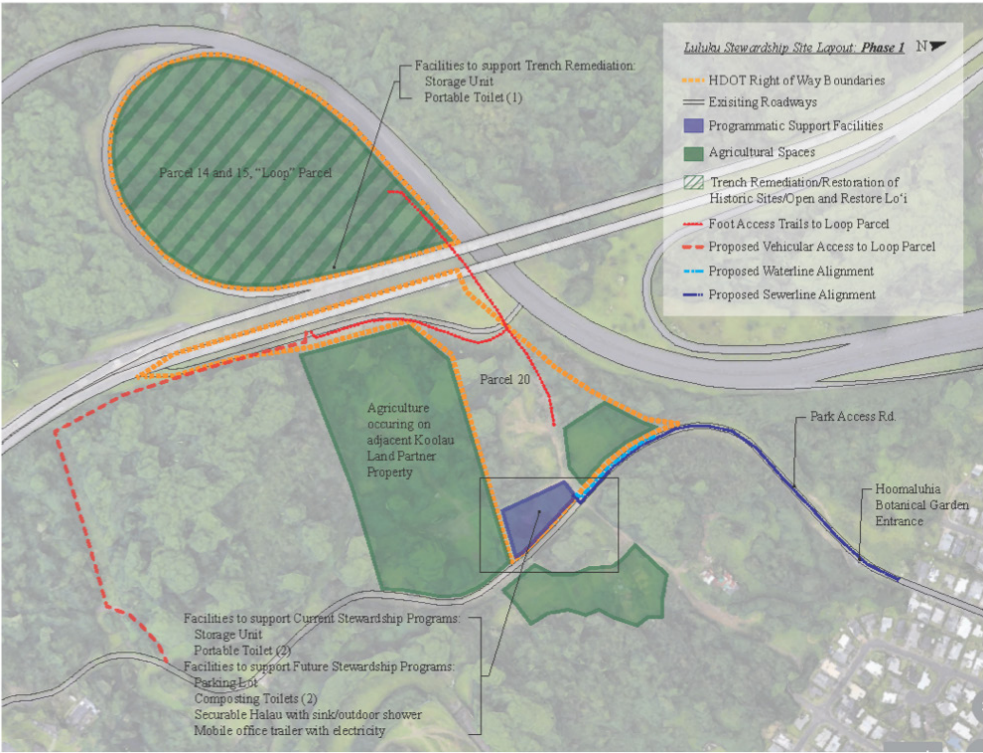 Luluku Stewardship Site Layout: Phase 1 N
HDOT Right of Way Boundaries
Exisiting Roadways
Programmatic Support Facilities
Agricultural Spaces
Trench Remediation/Restoration of
Historic Sites/Open and Restore Lo‘i
Foot Access Trails to Loop Parcel
Proposed Vehicular Access to Loop Parcel
Proposed Waterline Alignment
Proposed Sewerline Alignment
Facilities to support Trench Remediation:
Storage Unit
Portable Toilet (1)
Parcel 14 and 15, "Loop" Parcel
Parcel 20
Agriculture
occuring on
adjacent Koolau
Land Partner
Property
Park Access Rd.
Hoomaluhia
Botanical Garden
Entrance
Facilities to support Current Stewardship Programs:
Storage Unit
Portable Toilet (2)
Facilities to support Future Stewardship Programs:
Parking Lot
Composting Toilets (2)
Securable Halau with sink/outdoor shower
Mobile office trailer with electricity